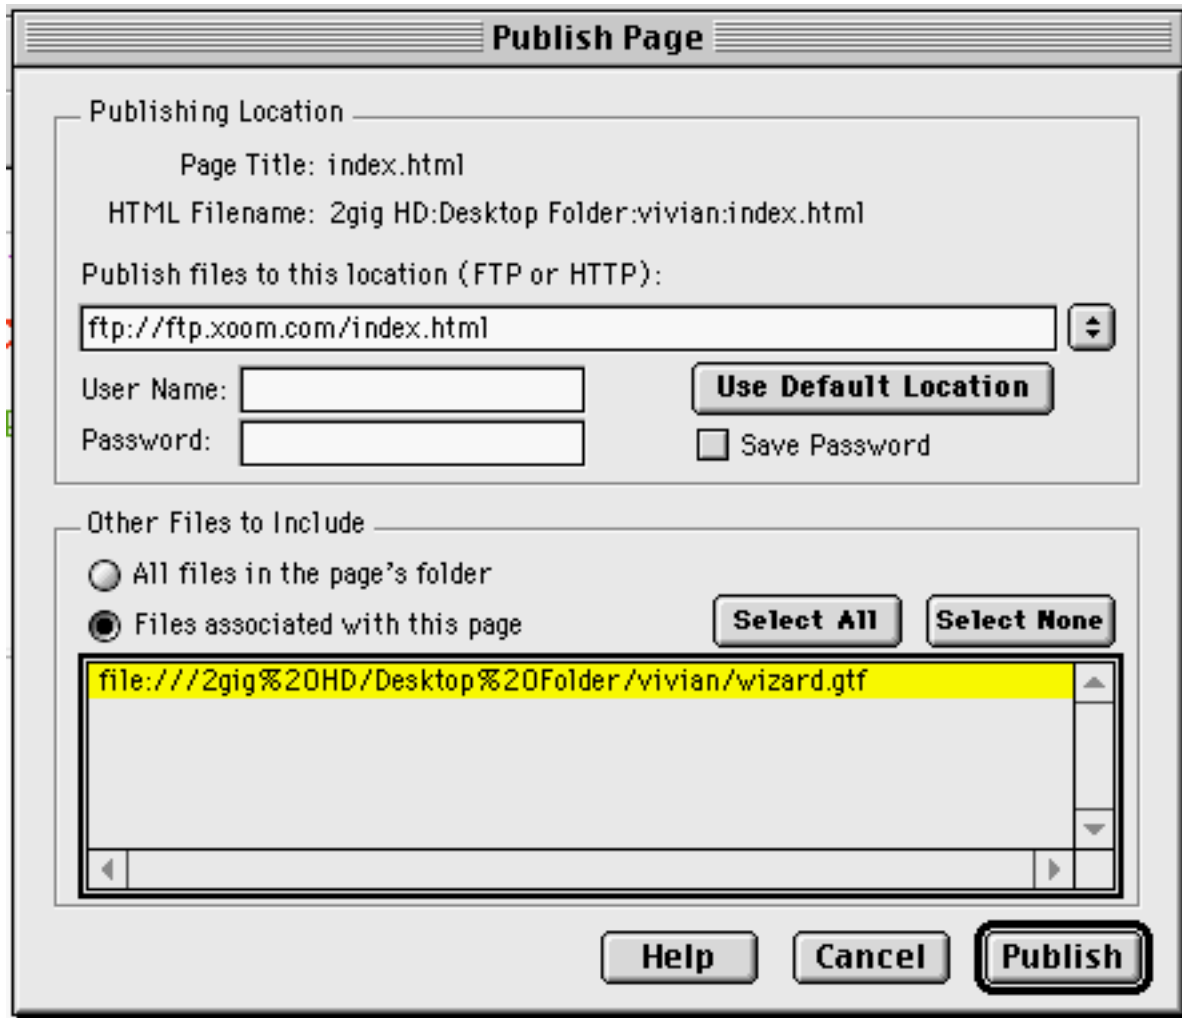 Publish Page
Publishing Location
Page Title: index.html
HTML Filename: 2gig HD:Desktop Folder:vivian:index.html
Publish files to this location (FTP or HTTP):
ftp://ftp.xoom.com/index.html
User Name:
Use Default Location
Password:
Save Password
Other Files to Include
All files in the page's folder
Files associated with this page
Select All
Select None
file:///2gig%20HD/Desktop%20Folder/vivian/wizard.gtf
Help
Cancel
Publish